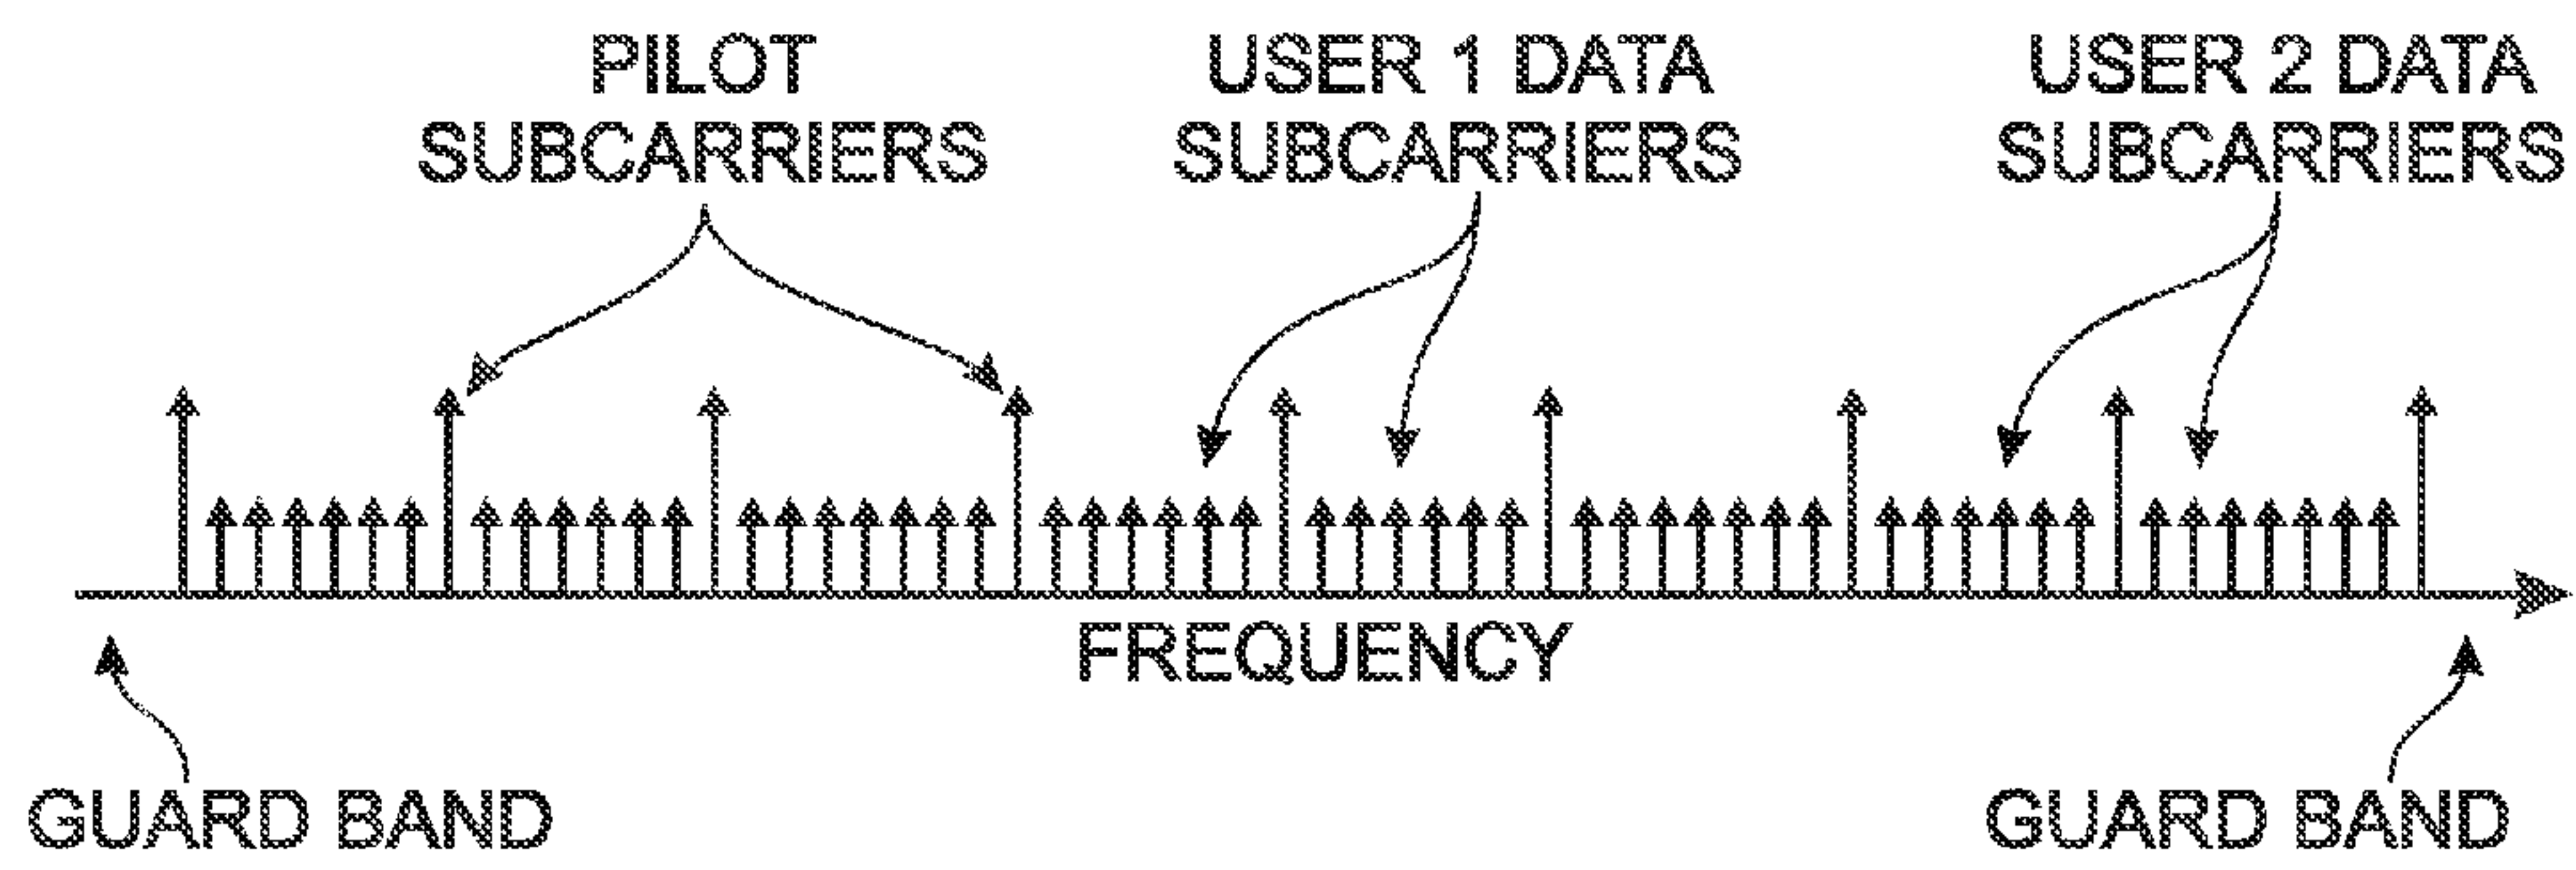 PILOT
SUBCARRIERS
USER 1 DATA
SUBCARRIERS
USER 2 DATA
SUBCARRIERS
FREQUENCY
GUARD BAND
GUARD BAND